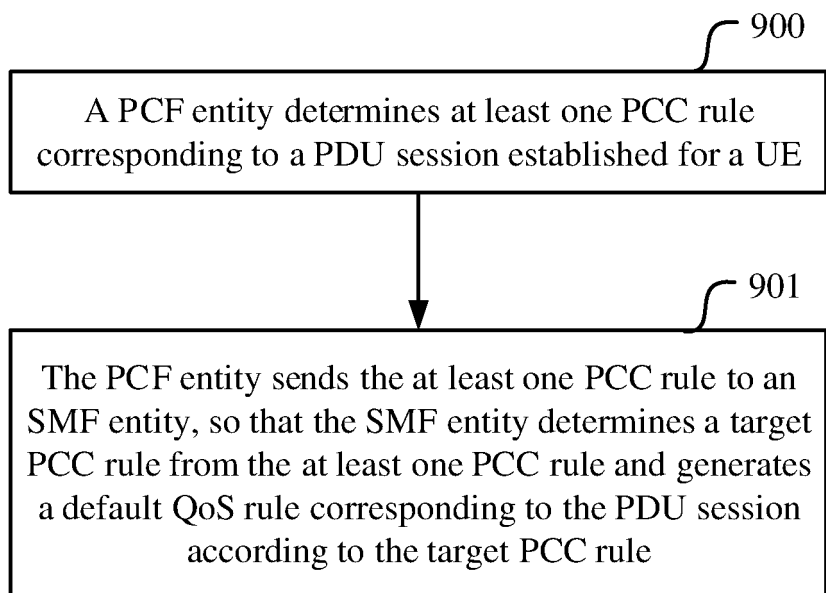 900
A PCF entity determines at least one PCC rule
corresponding to a PDU session established for a UE
901
The PCF entity sends the at least one PCC rule to an
SMF entity, so that the SMF entity determines a target
PCC rule from the at least one PCC rule and generates
a default QoS rule corresponding to the PDU session
according to the target PCC rule